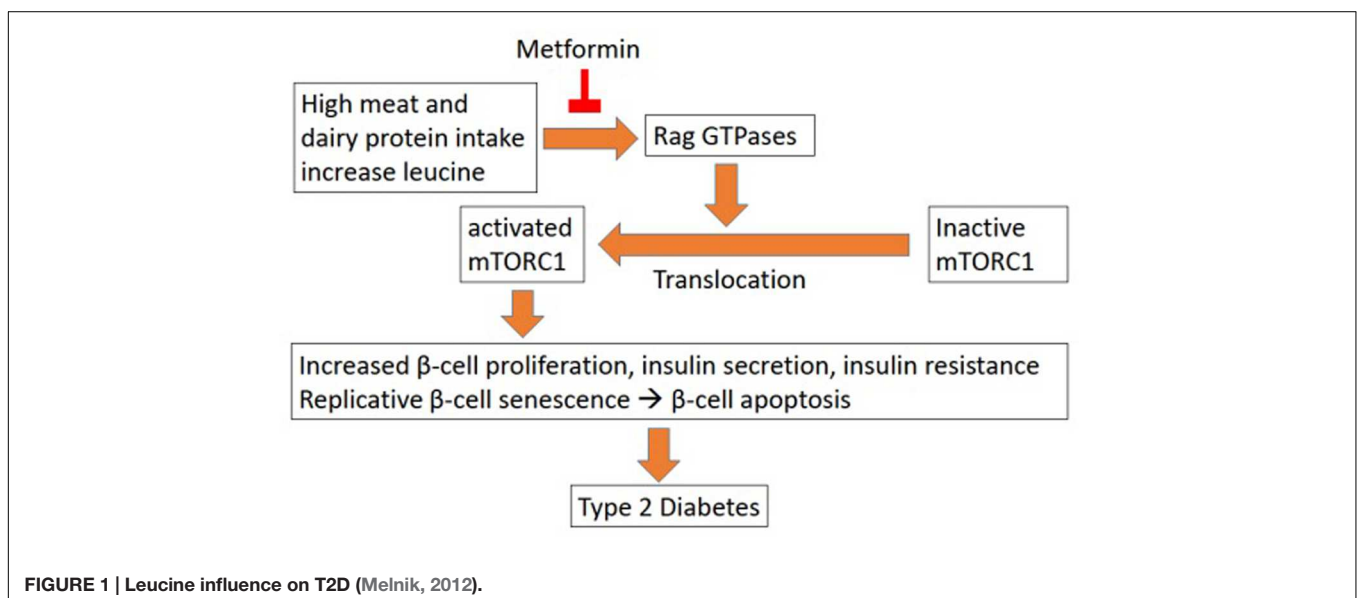 Metformin
High meat and
dairy protein intake
increase leucine
Rag GTPases
activated
mTORC1
Inactive
mTORC1
Translocation
Increased β-cell proliferation, insulin secretion, insulin resistance
Replicative β-cell senescence → β-cell apoptosis
Type 2 Diabetes
FIGURE 1 | Leucine influence on T2D (Melnik, 2012).